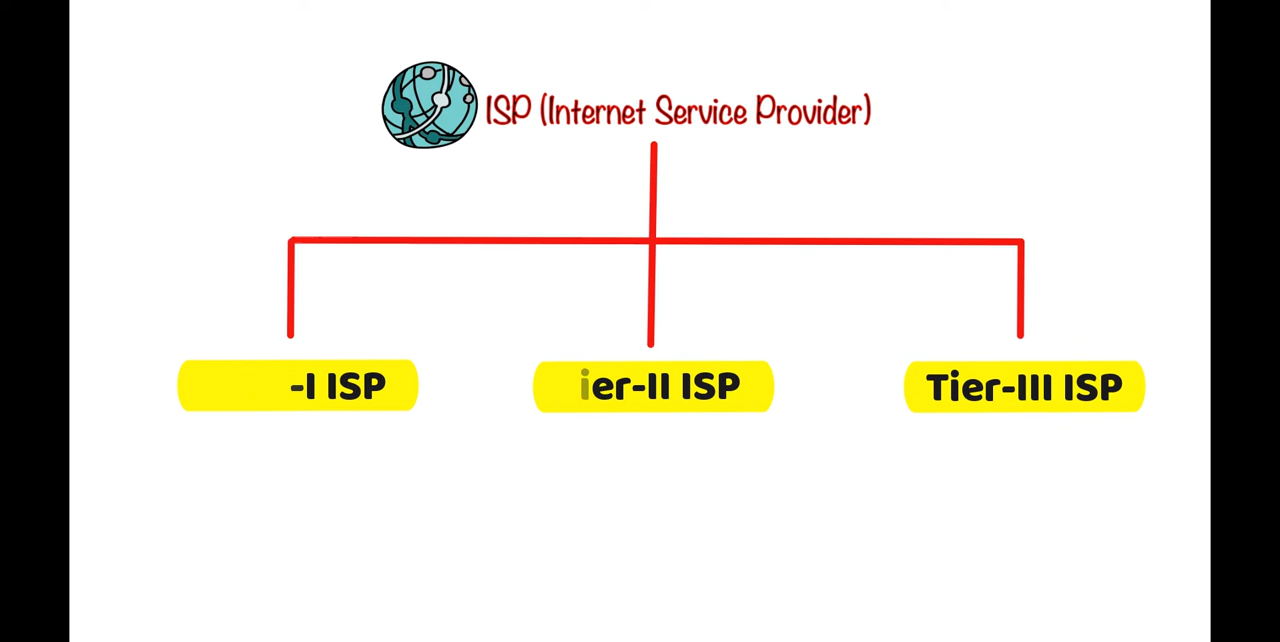 ISP (Internet Service Provider)
-I ISP
ier-II ISP
Tier-III ISP